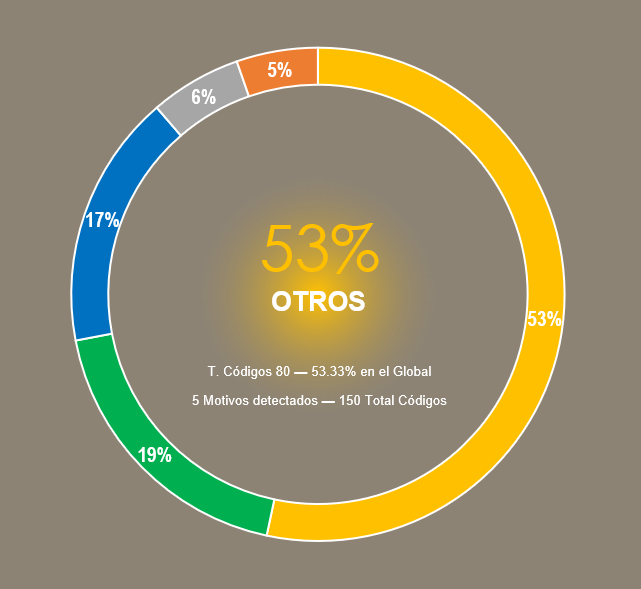 5%
6%
17%
53%
OTROS
53%
T. Códigos 80 — 53.33% en el Global
5 Motivos detectados — 150 Total Códigos
19%